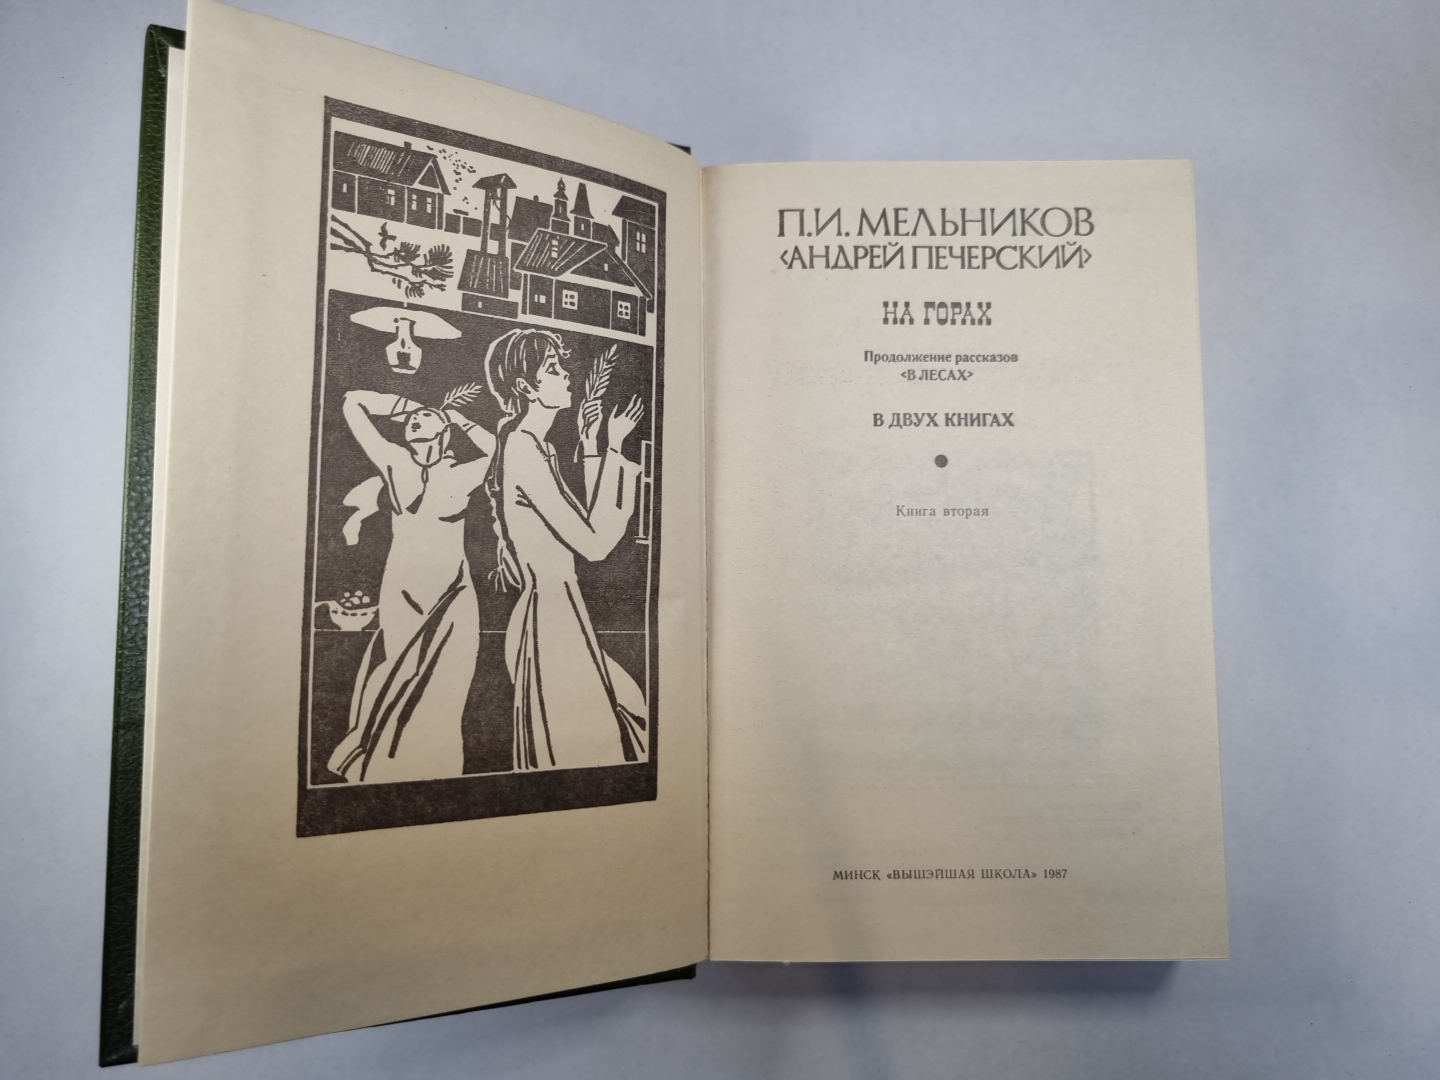 П.И. МЕЛЬНИКОВ
‹АНДРЕЙ ПЕЧЕРСКИЙ›
НА ГОРАХ
Продолжение рассказов
‹В ЛЕСАХ›
В ДВУХ КНИГАХ
Книга вторая
МИНСК «ВЫШЭЙШАЯ ШКОЛА» 1987